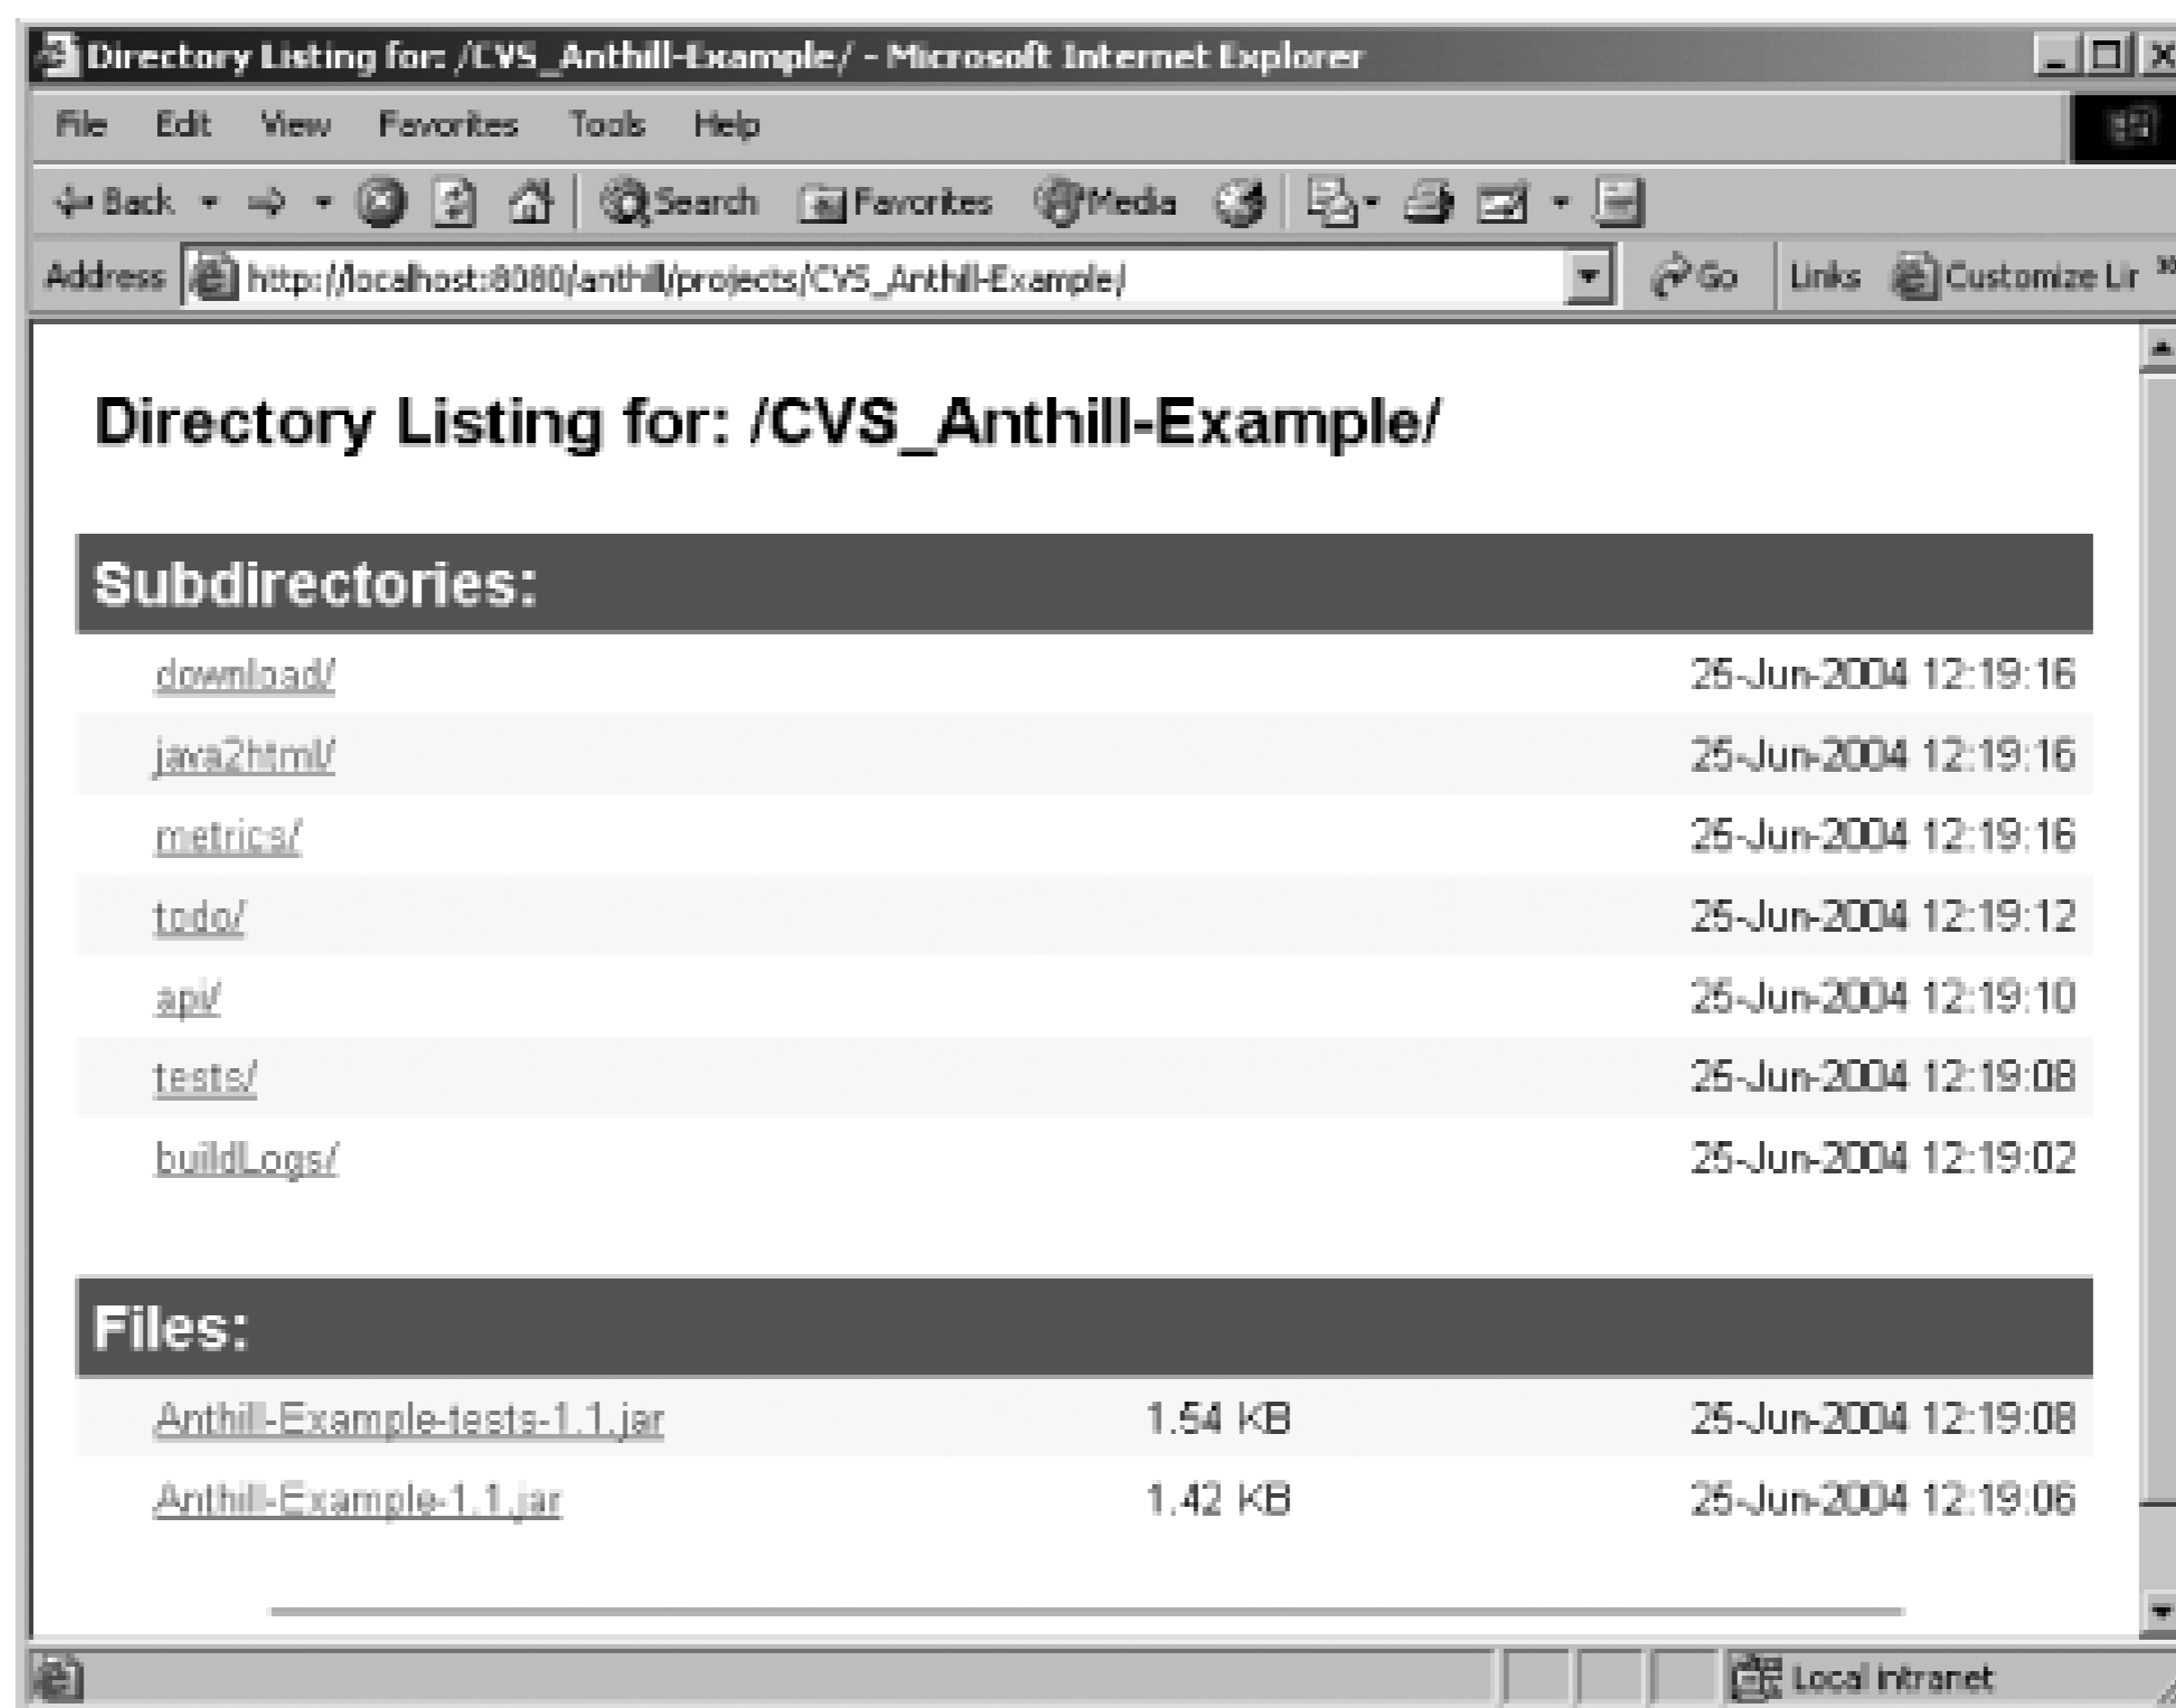 Directory Listing for: /CVS_Anthill-Example/ - Microsoft Internet Explorer
File Edit View Favorites Tools Help
Back Search Favorites Media
Address http://localhost:8080/anthill/projects/CVS_Anthill-Example/ Go Links Customize Lir
Directory Listing for: /CVS_Anthill-Example/
Subdirectories:
download/ 25-Jun-2004 12:19:16
java2html/ 25-Jun-2004 12:19:16
metrics/ 25-Jun-2004 12:19:16
todo/ 25-Jun-2004 12:19:12
api/ 25-Jun-2004 12:19:10
tests/ 25-Jun-2004 12:19:08
buildLogs/ 25-Jun-2004 12:19:02
Files:
Anthill-Example-tests-1.1.jar 1.54 KB 25-Jun-2004 12:19:08
Anthill-Example-1.1.jar 1.42 KB 25-Jun-2004 12:19:06
Local intranet